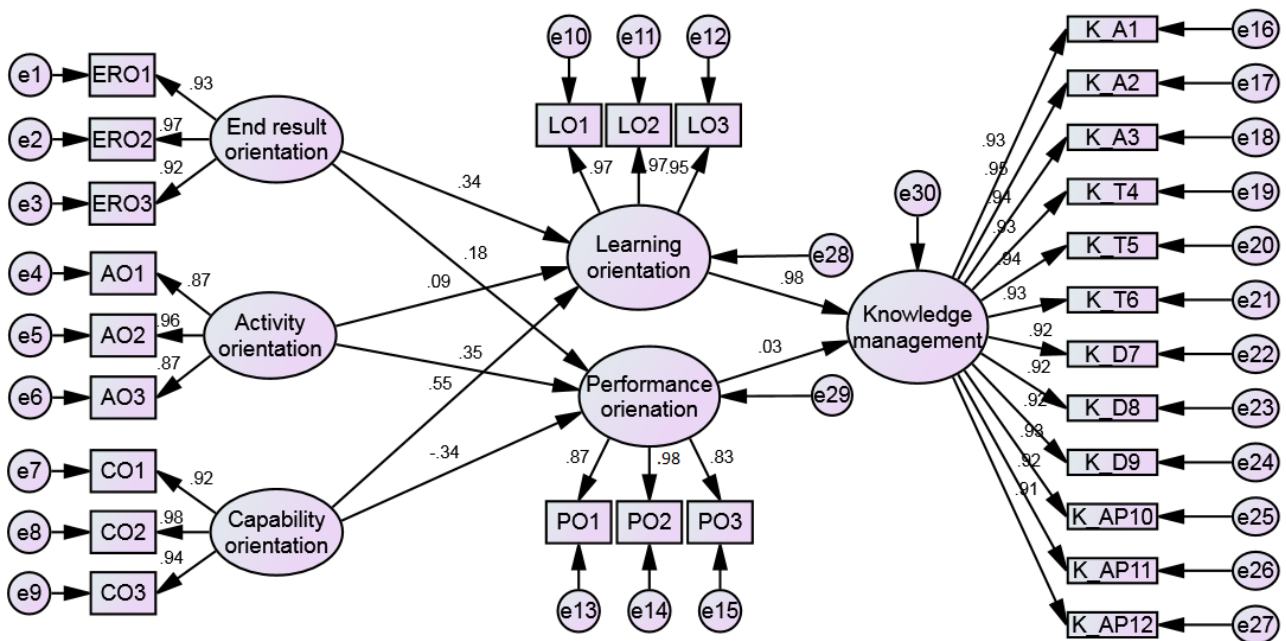 e1
ERO1
.93
e2
ERO2
.97
e3
ERO3
.92
End result
orientation
e4
AO1
.87
e5
AO2
.96
e6
AO3
.87
Activity
orientation
e7
CO1
.92
e8
CO2
.98
e9
CO3
.94
Capability
orientation
.34
.18
.09
.35
.55
-.34
e10
e11
e12
LO1
LO2
LO3
.97
.97
.95
Learning
orientation
e28
.98
Performance
orienation
e29
.03
.87
.98
.83
PO1
PO2
PO3
e13
e14
e15
e30
Knowledge
management
.93
.95
.94
.93
.94
.93
.92
.92
.92
.93
.92
.91
K_A1
e16
K_A2
e17
K_A3
e18
K_T4
e19
K_T5
e20
K_T6
e21
K_D7
e22
K_D8
e23
K_D9
e24
K_AP10
e25
K_AP11
e26
K_AP12
e27